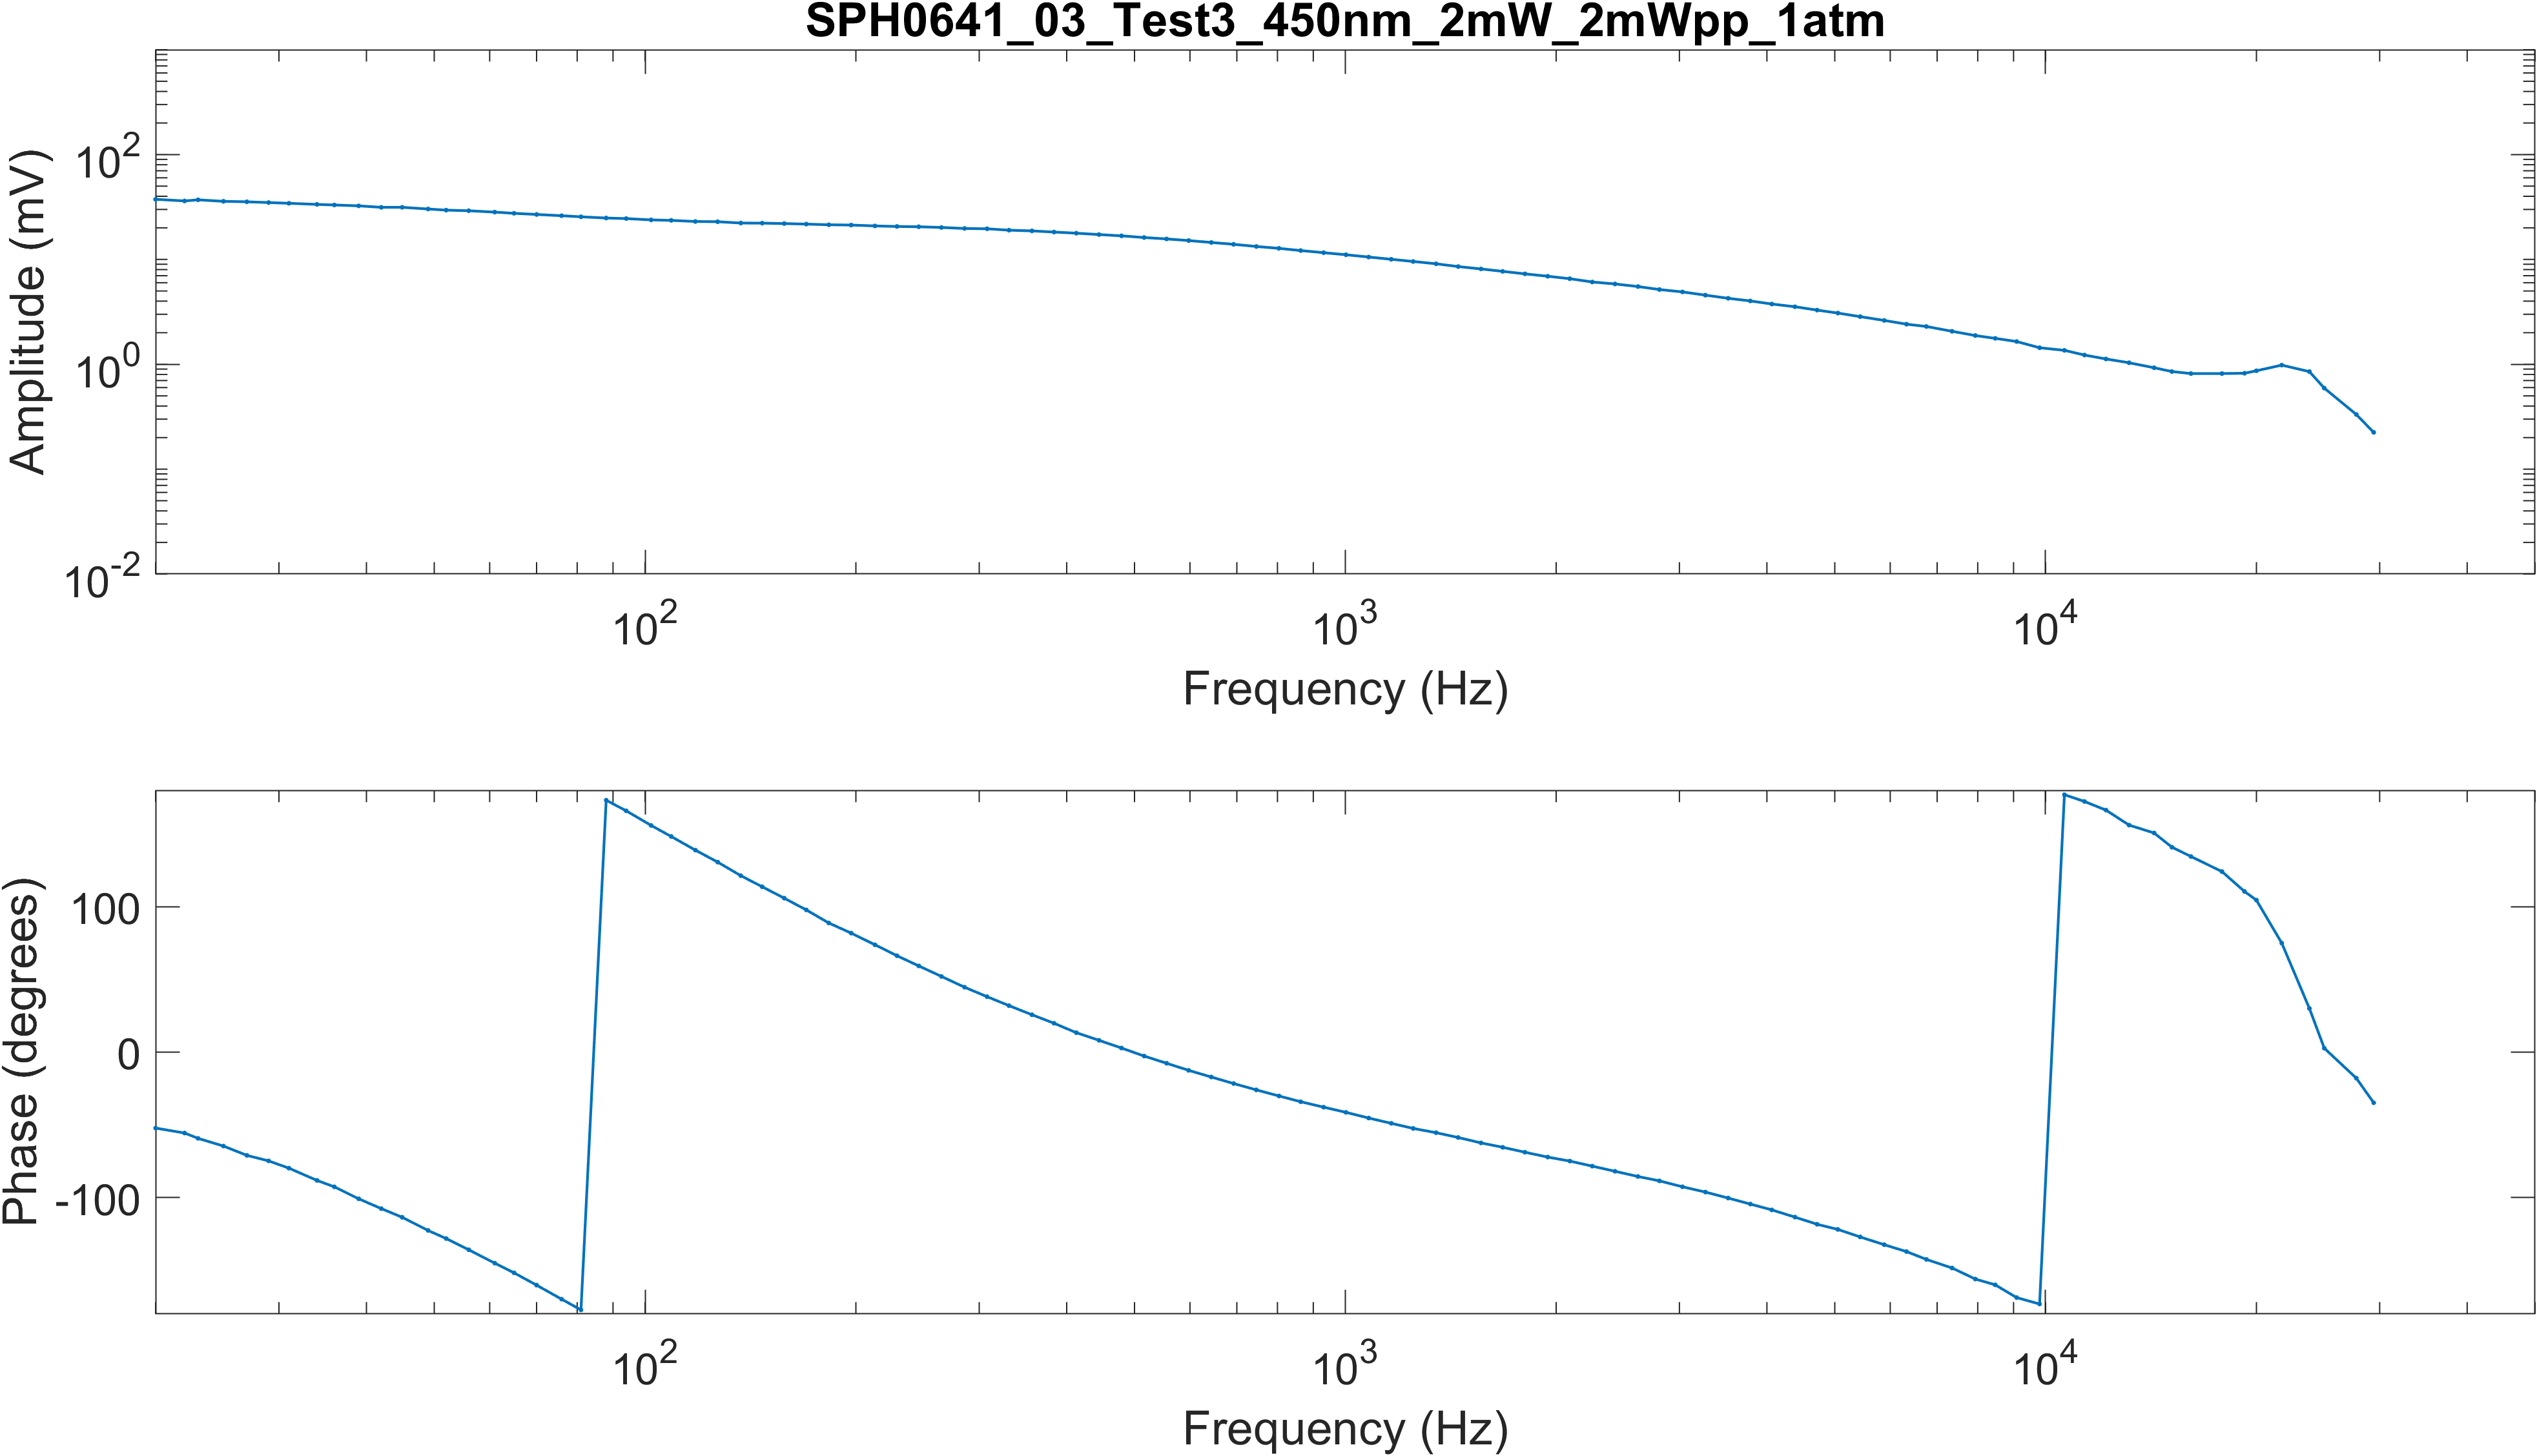 SPH0641_03_Test3_450nm_2mW_2mWpp_1atm
Amplitude (mV)
10^2
10^0
10^-2
10^2 10^3 10^4
Frequency (Hz)
Phase (degrees)
100
0
-100
10^2 10^3 10^4
Frequency (Hz)